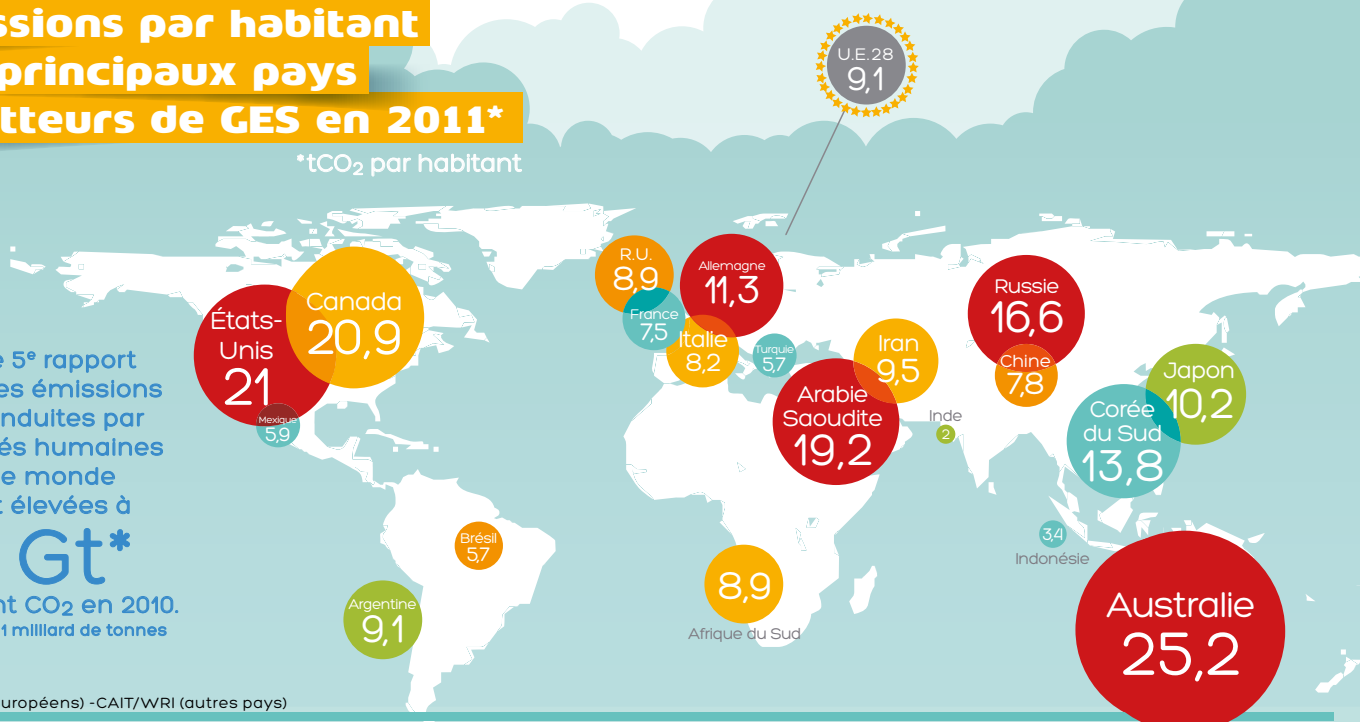 ssions par habitant
principaux pays
tteurs de GES en 2011*
*tCO2 par habitant
U.E.28
9,1
R.U.
8,9
Allemagne
11,3
France
7,5
Italie
8,2
Turquie
5,7
Russie
16,6
Chine
7,8
Canada
20,9
États-
Unis
21
Mexique
5,9
Iran
9,5
Arabie
Saoudite
19,2
Inde
2
Japon
10,2
Corée
du Sud
13,8
e 5e rapport
es émissions
nduites par
és humaines
e monde
t élevées à
Gt*
nt CO2 en 2010.
1 milliard de tonnes
Brésil
5,7
Argentine
9,1
8,9
Afrique du Sud
3,4
Indonésie
Australie
25,2
uropéens) -CAIT/WRI (autres pays)